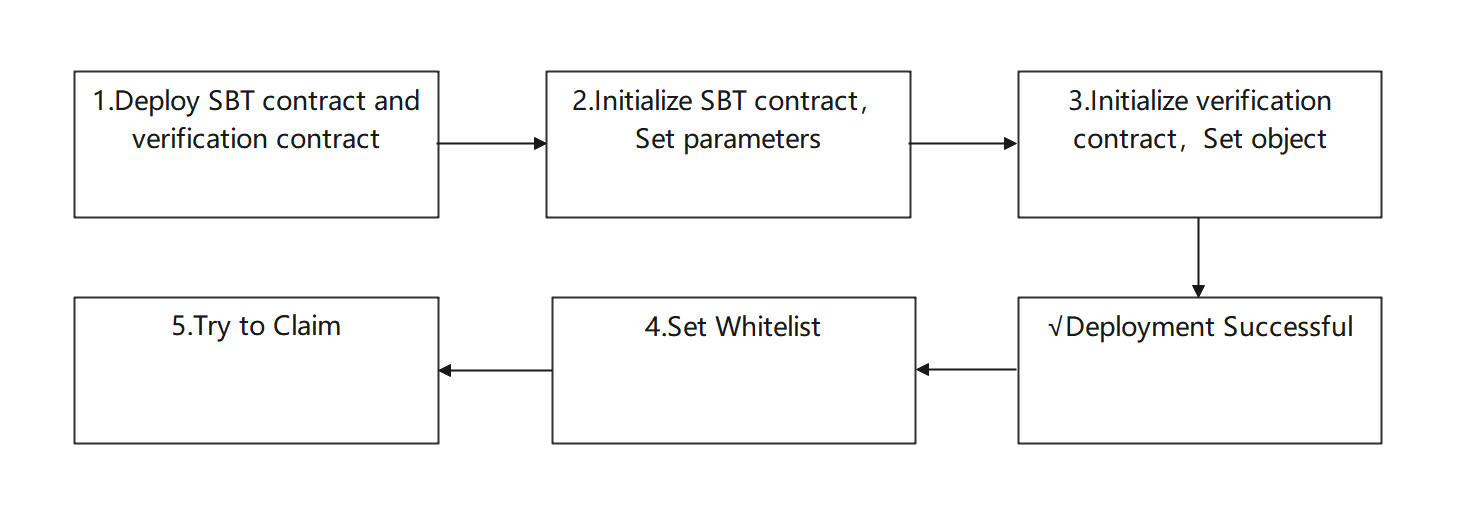 1.Deploy SBT contract and
verification contract
2.Initialize SBT contract，
Set parameters
3.Initialize verification
contract，Set object
√Deployment Successful
4.Set Whitelist
5.Try to Claim